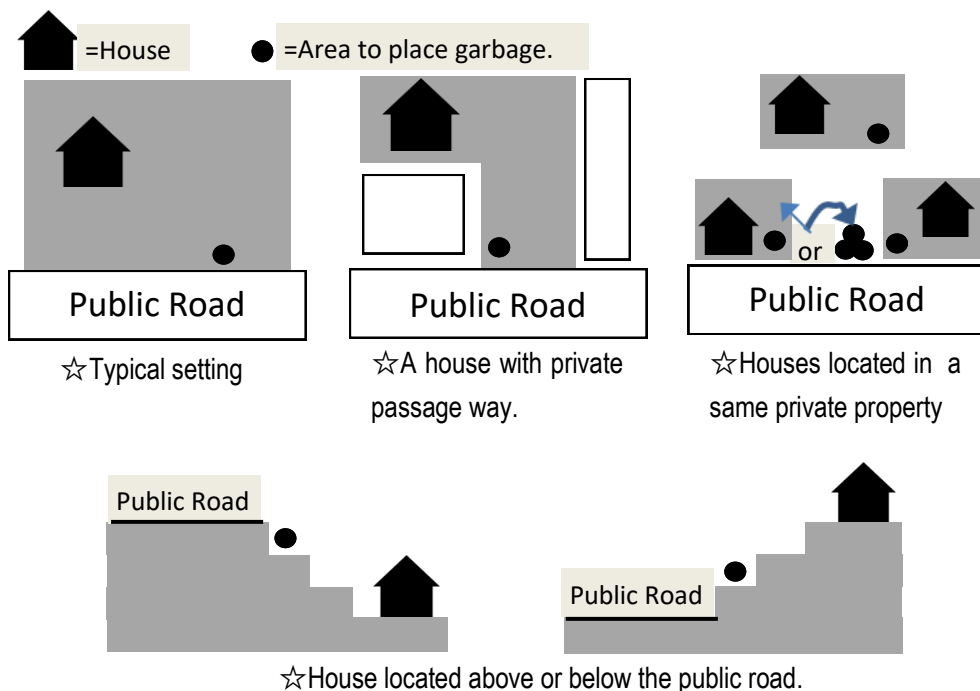 =House
=Area to place garbage.
or
Public Road
Public Road
Public Road
☆Typical setting
☆A house with private
passage way.
☆Houses located in a
same private property
Public Road
Public Road
☆House located above or below the public road.